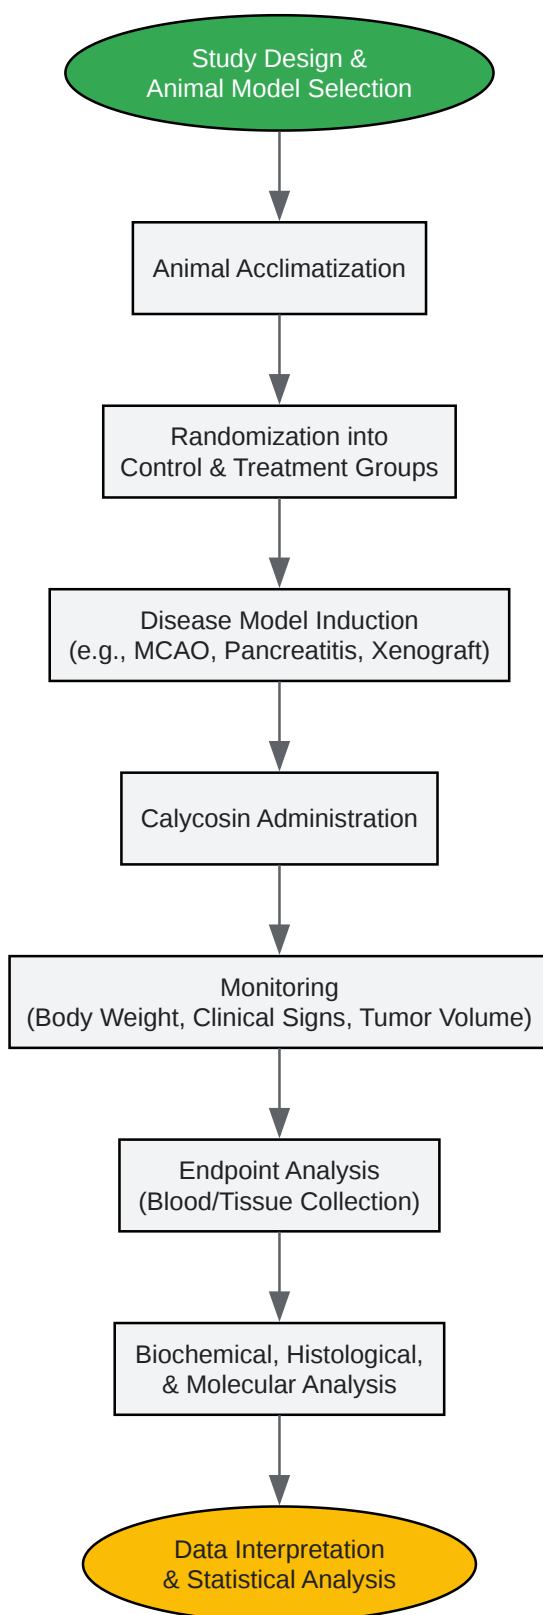 Study Design &
Animal Model Selection
Animal Acclimatization
Randomization into
Control & Treatment Groups
Disease Model Induction
(e.g., MCAO, Pancreatitis, Xenograft)
Calycosin Administration
Monitoring
(Body Weight, Clinical Signs, Tumor Volume)
Endpoint Analysis
(Blood/Tissue Collection)
Biochemical, Histological,
& Molecular Analysis
Data Interpretation
& Statistical Analysis